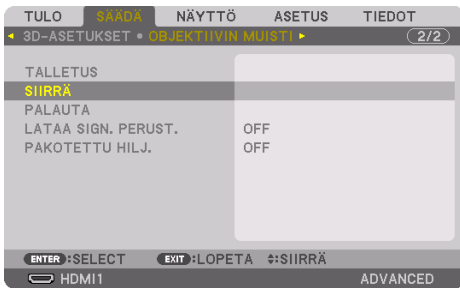 TULO SÄÄDÄ NÄYTTÖ ASETUS TIEDOT
3D-ASETUKSET • OBJEKTIIVIN MUISTI 2/2
TALLETUS
SIIRRÄ
PALAUTA
LATAA SIGN. PERUST. OFF
PAKOTETTU HILJ. OFF
ENTER :SELECT EXIT :LOPETA :SIIRRÄ
HDMI1 ADVANCED